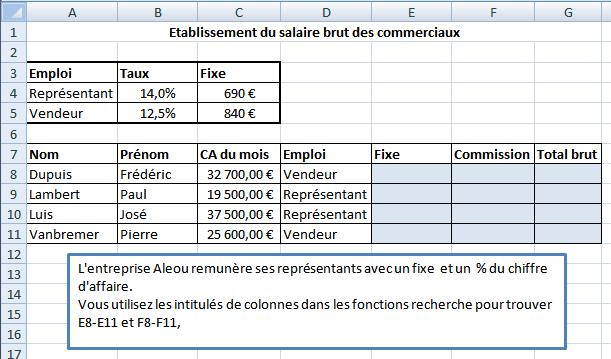 A B C D E F G
1 Etablissement du salaire brut des commerciaux
2
3 Emploi Taux Fixe
4 Représentant 14,0% 690 €
5 Vendeur 12,5% 840 €
6
7 Nom Prénom CA du mois Emploi Fixe Commission Total brut
8 Dupuis Frédéric 32 700,00 € Vendeur
9 Lambert Paul 19 500,00 € Représentant
10 Luis José 37 500,00 € Représentant
11 Vanbremer Pierre 25 600,00 € Vendeur
12
13 L'entreprise Aleou remunère ses représentants avec un fixe et un % du chiffre
14 d'affaire.
15 Vous utilisez les intitulés de colonnes dans les fonctions recherche pour trouver
16 E8-E11 et F8-F11,
17